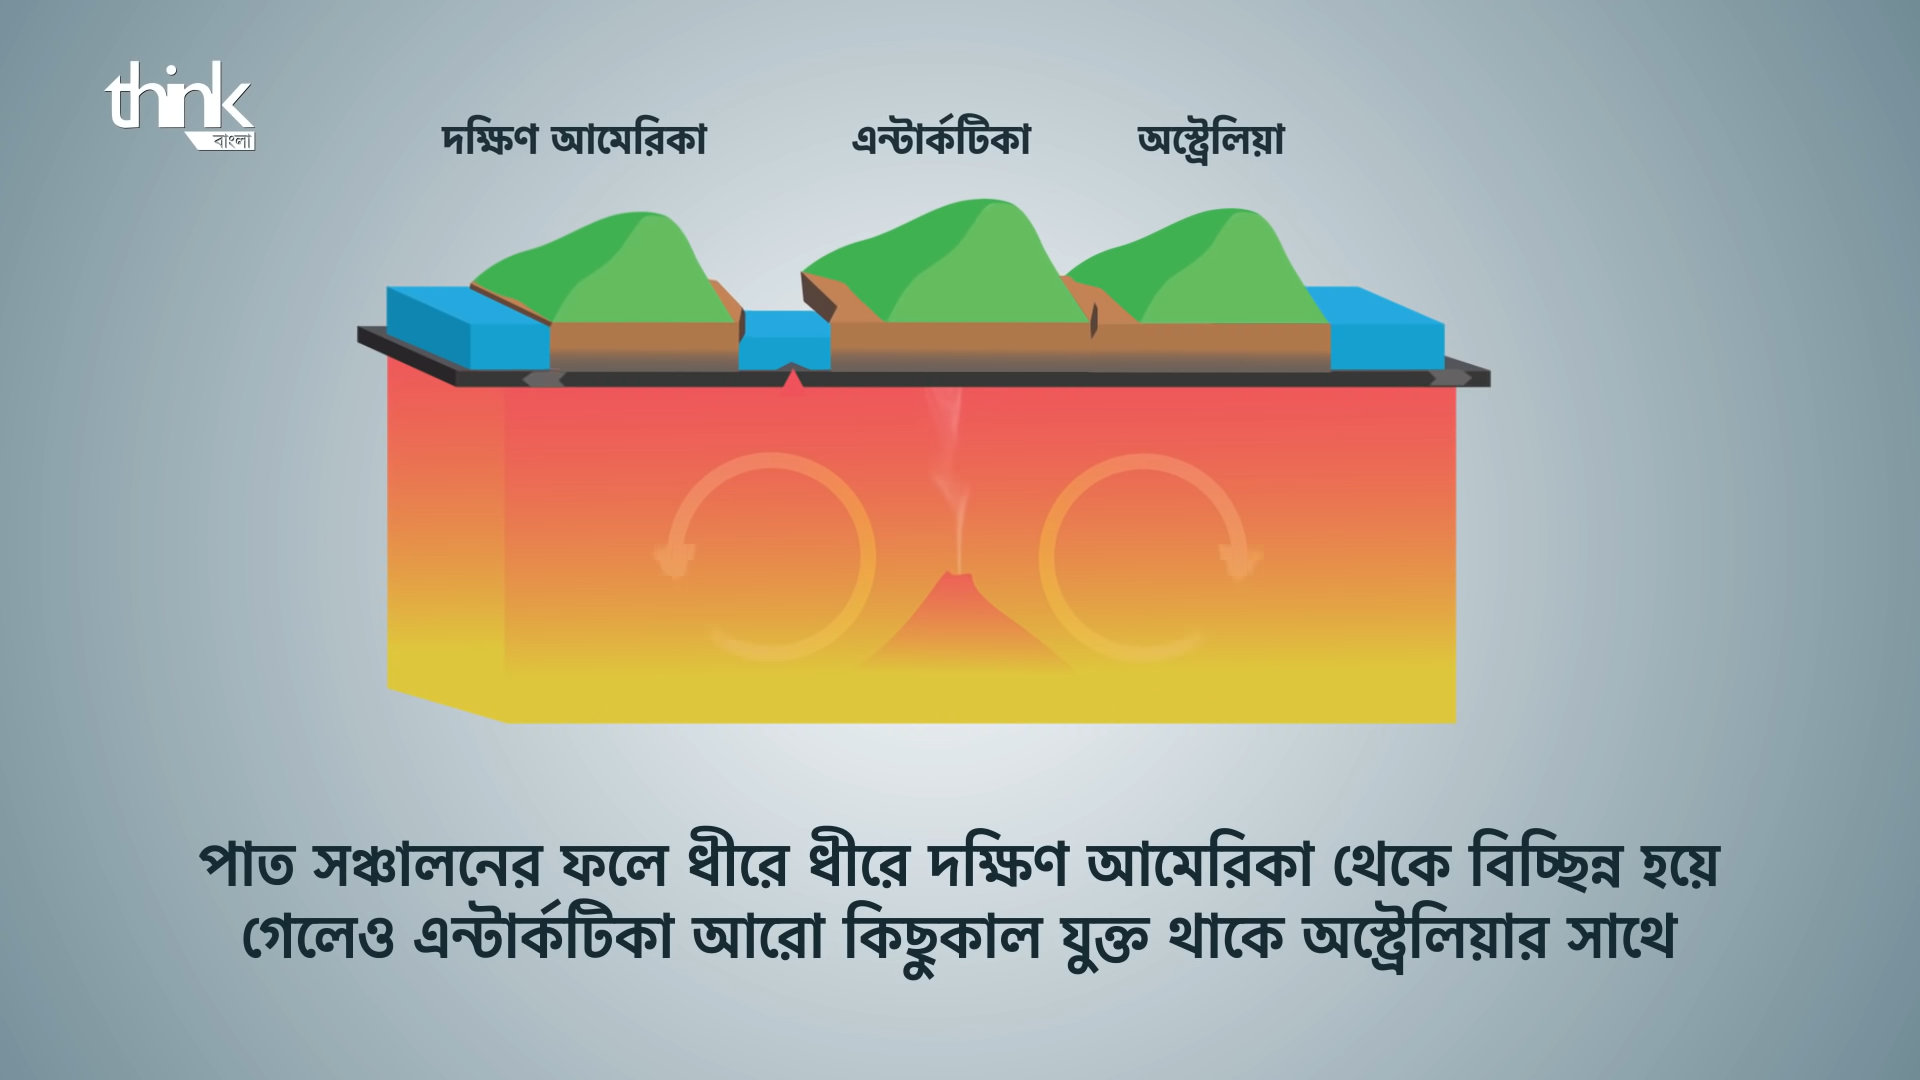 think
বাংলা
দক্ষিণ আমেরিকা এন্টার্কটিকা অস্ট্রেলিয়া
পাত সঞ্চালনের ফলে ধীরে ধীরে দক্ষিণ আমেরিকা থেকে বিচ্ছিন্ন হয়ে
গেলেও এন্টার্কটিকা আরো কিছুকাল যুক্ত থাকে অস্ট্রেলিয়ার সাথে